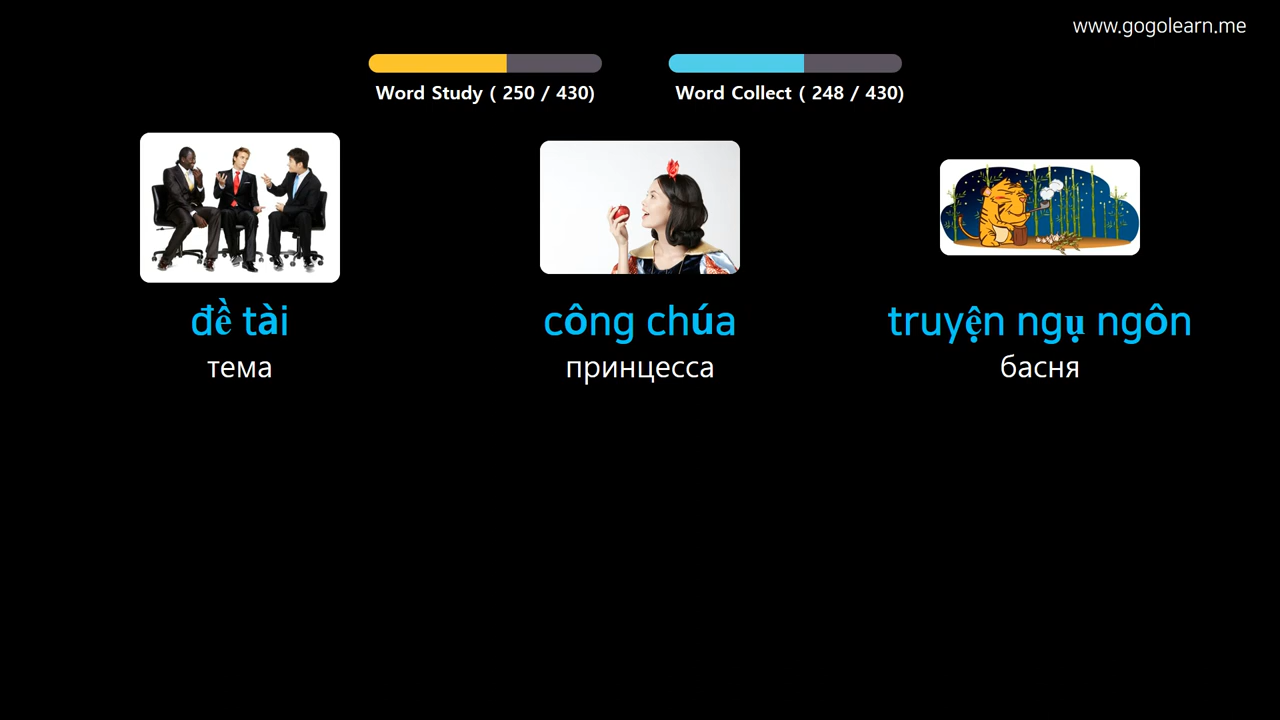 www.gogolearn.me
Word Study ( 250 / 430)
Word Collect ( 248 / 430)
đề tài
công chúa
truyện ngụ ngôn
тема
принцесса
басня